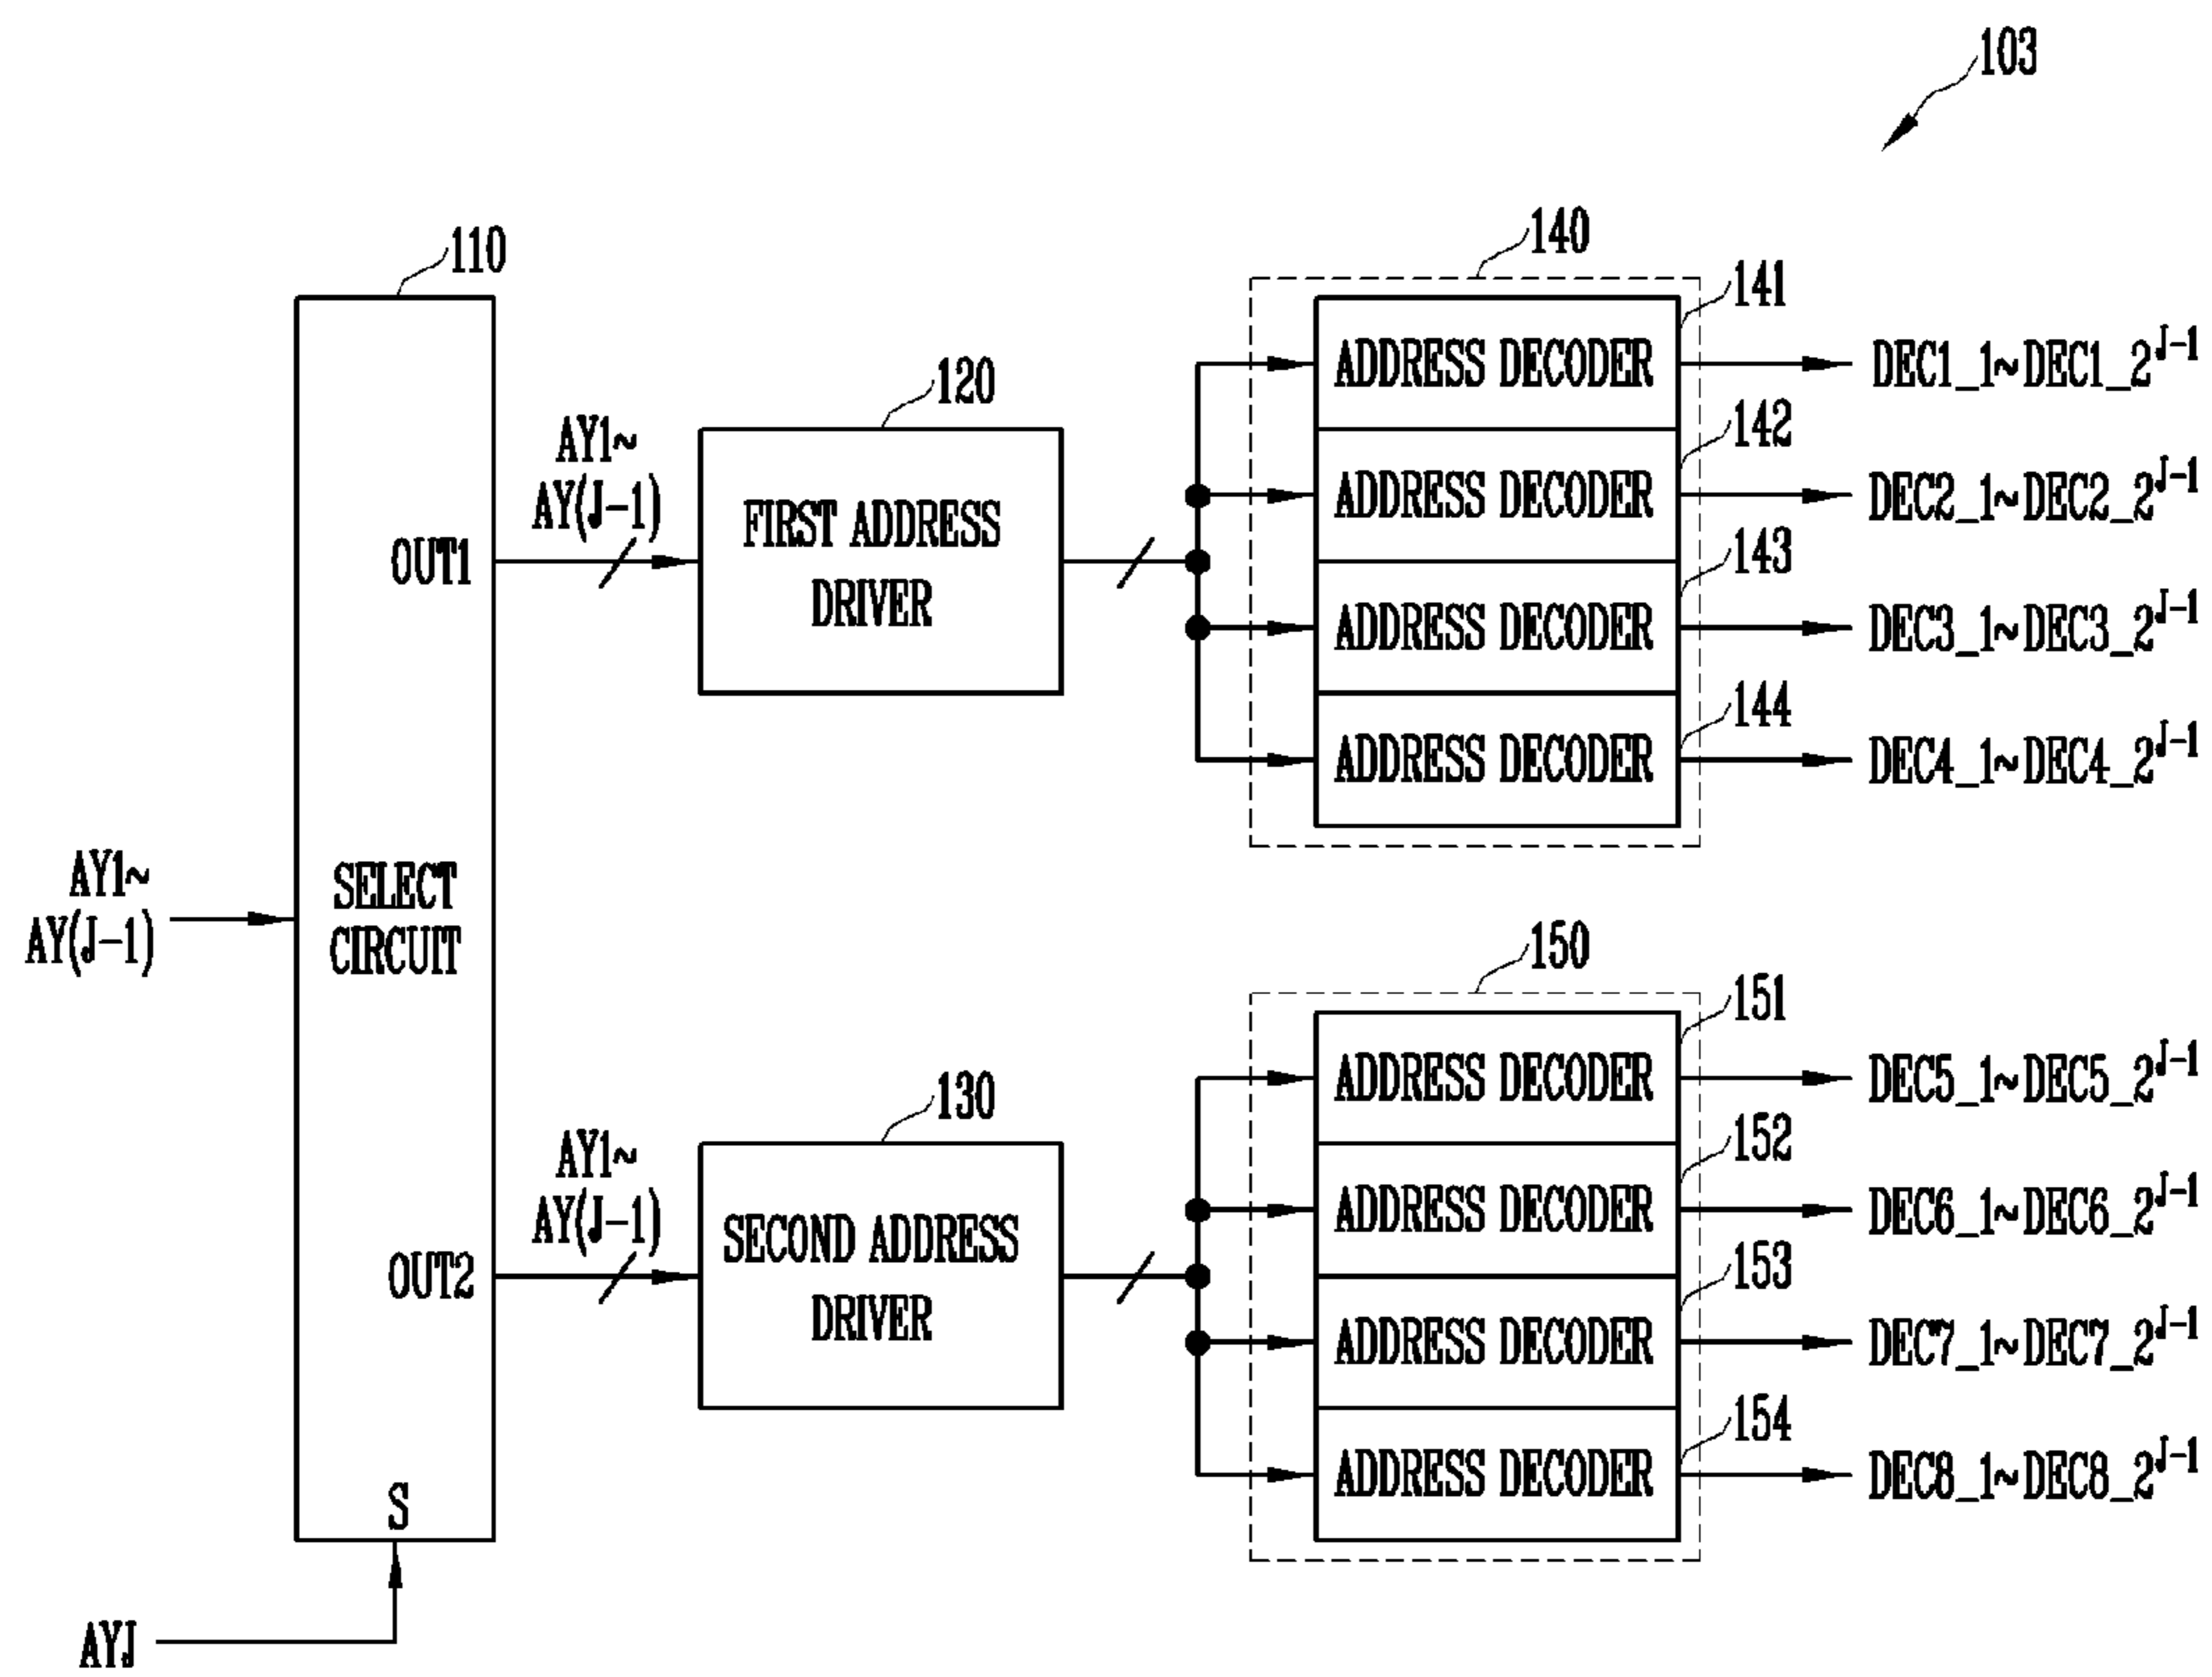 103
110
140
141
ADDRESS DECODER
DEC1_1~DEC1_2^J-1
120
142
AY1~
AY(J-1)
ADDRESS DECODER
DEC2_1~DEC2_2^J-1
OUT1
FIRST ADDRESS
DRIVER
143
ADDRESS DECODER
DEC3_1~DEC3_2^J-1
144
ADDRESS DECODER
DEC4_1~DEC4_2^J-1
AY1~
AY(J-1)
SELECT
CIRCUIT
150
151
ADDRESS DECODER
DEC5_1~DEC5_2^J-1
130
152
AY1~
AY(J-1)
ADDRESS DECODER
DEC6_1~DEC6_2^J-1
OUT2
SECOND ADDRESS
DRIVER
153
ADDRESS DECODER
DEC7_1~DEC7_2^J-1
154
ADDRESS DECODER
DEC8_1~DEC8_2^J-1
S
AYJ